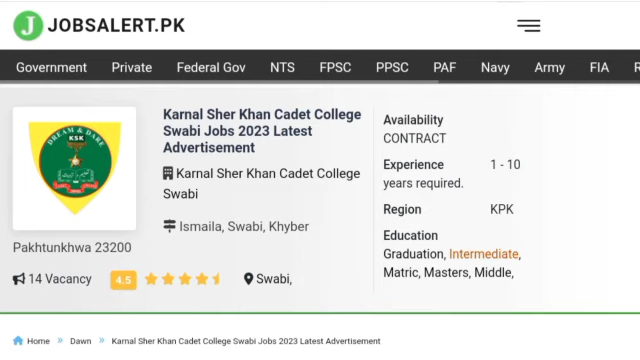 JOBSALERT.PK
Government Private Federal Gov NTS FPSC PPSC PAF Navy Army FIA R
DREAM & DARE
KSK
Karnal Sher Khan Cadet College
Swabi Jobs 2023 Latest
Advertisement
Karnal Sher Khan Cadet College
Swabi
Ismaila, Swabi, Khyber
Pakhtunkhwa 23200
14 Vacancy 4.5 Swabi,
Availability
CONTRACT
Experience 1 - 10
years required.
Region KPK
Education
Graduation, Intermediate,
Matric, Masters, Middle,
Home » Dawn » Karnal Sher Khan Cadet College Swabi Jobs 2023 Latest Advertisement